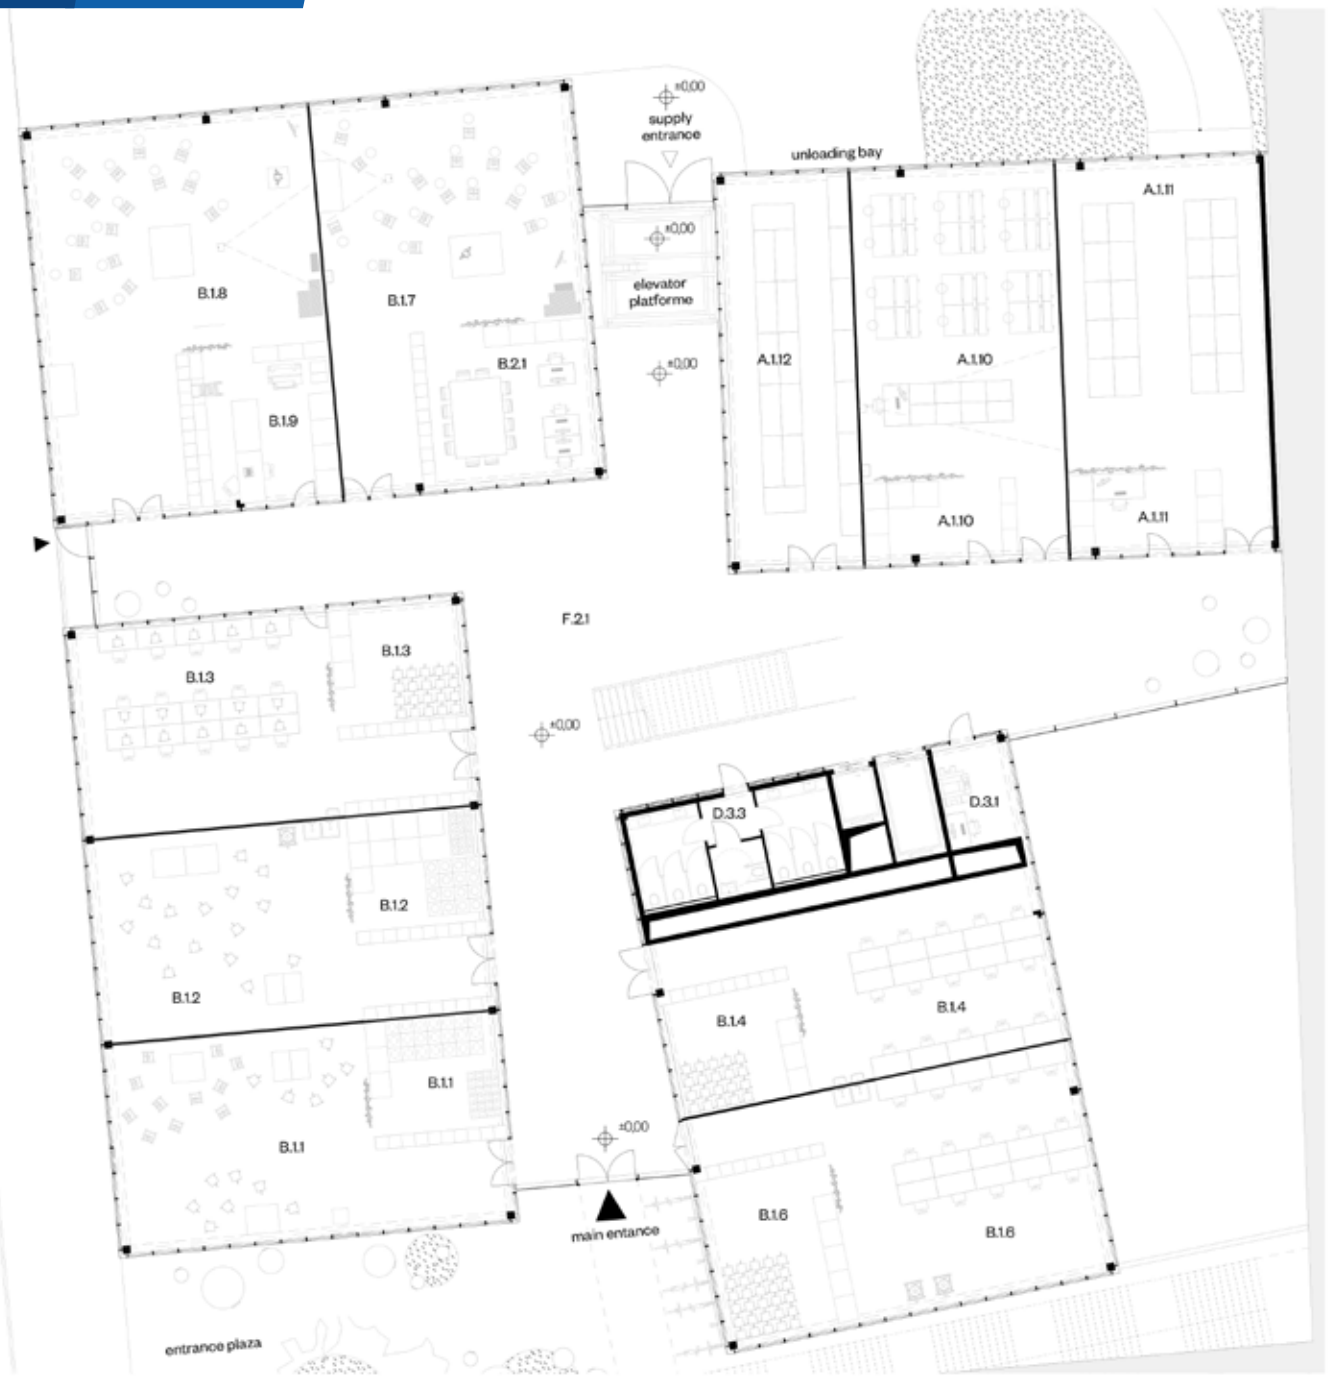 ±0,00
supply
entrance
unloading bay
A.1.11
±0,00
B.1.8
B.1.7
elevator
platforme
A.1.12
A.1.10
±0,00
B.2.1
B.1.9
A.1.10
A.1.11
F.2.1
B.1.3
B.1.3
±0,00
D.3.3
D.3.1
B.1.2
B.1.2
B.1.4
B.1.4
B.1.1
B.1.1
±0,00
main entance
B.1.6
B.1.6
entrance plaza